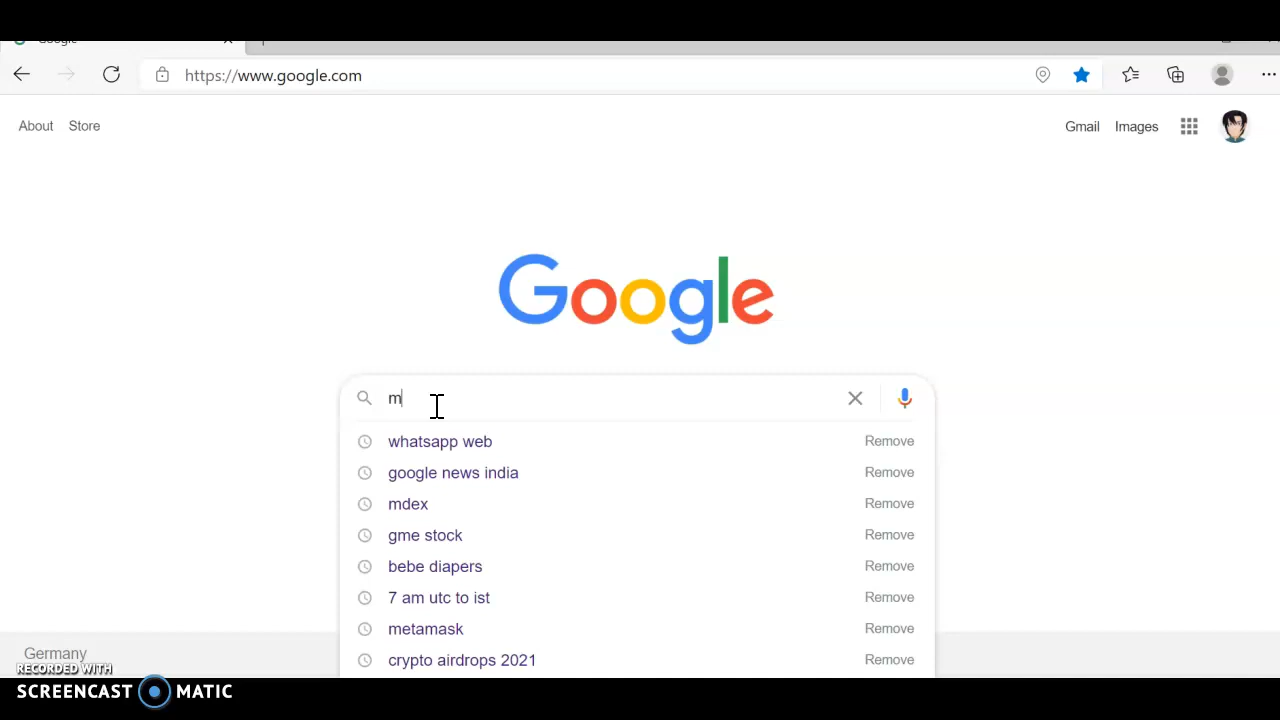 Google
https://www.google.com
About Store
Gmail Images
Google
m
whatsapp web Remove
google news india Remove
mdex Remove
gme stock Remove
bebe diapers Remove
7 am utc to ist Remove
metamask Remove
crypto airdrops 2021 Remove
Germany
RECORDED WITH
SCREENCAST MATIC